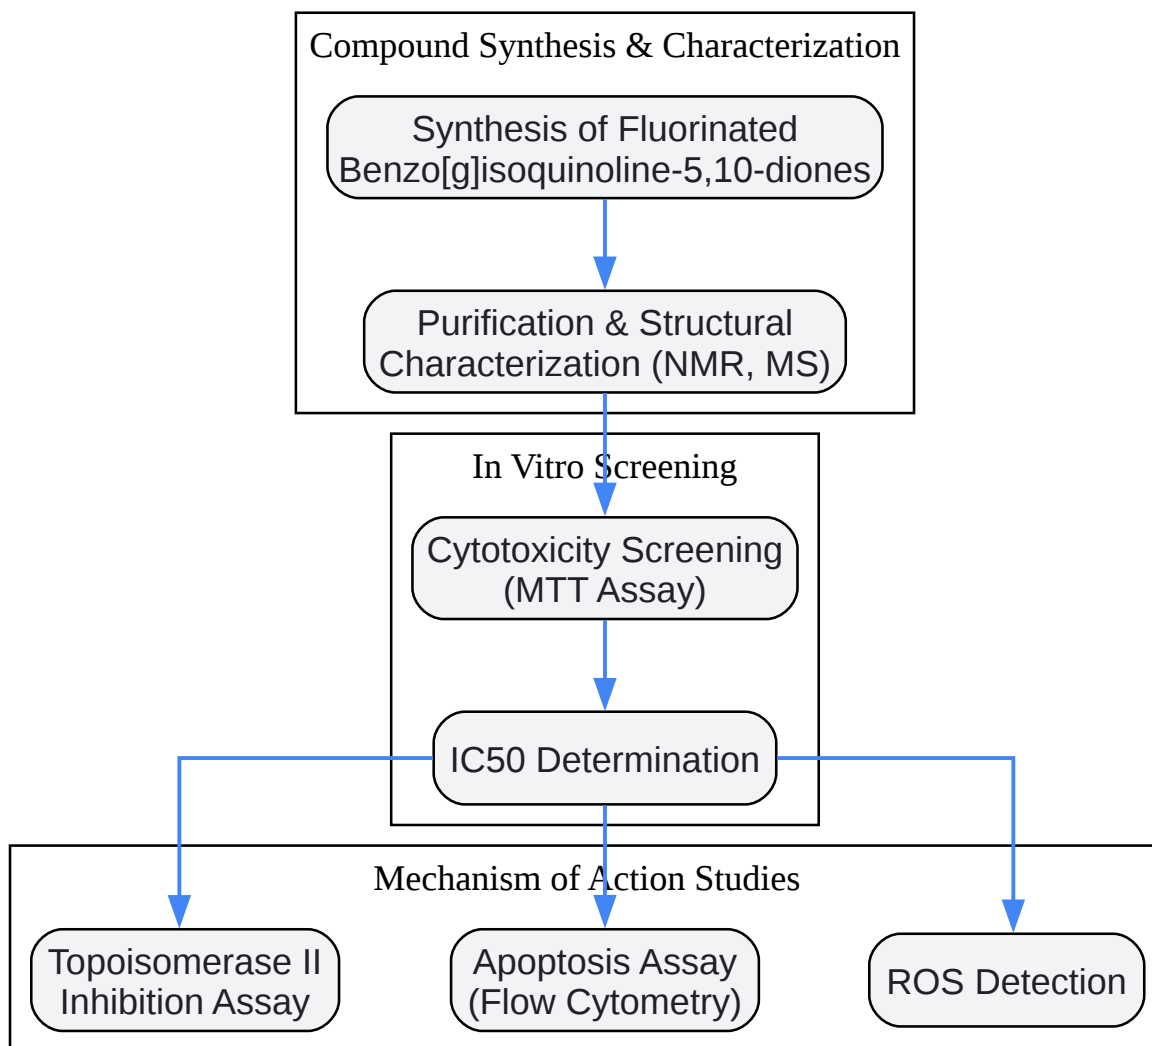 Compound Synthesis & Characterization
Synthesis of Fluorinated
Benzo[g]isoquinoline-5,10-diones
Purification & Structural
Characterization (NMR, MS)
In Vitro Screening
Cytotoxicity Screening
(MTT Assay)
IC50 Determination
Mechanism of Action Studies
Topoisomerase II
Inhibition Assay
Apoptosis Assay
(Flow Cytometry)
ROS Detection